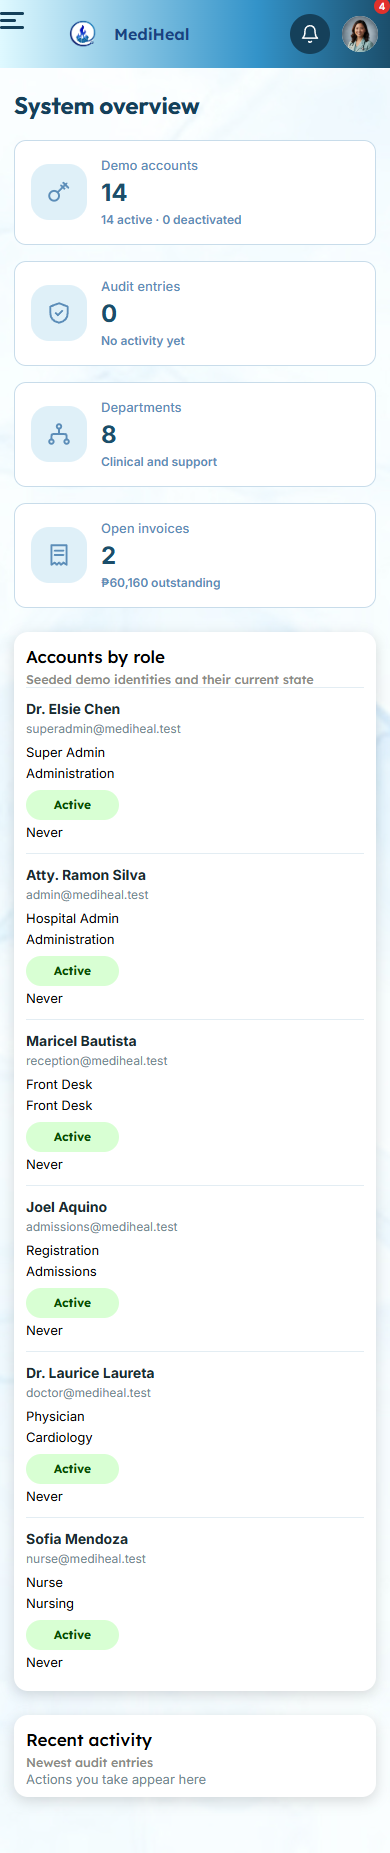 4
MediHeal
System overview
Demo accounts
14
14 active · 0 deactivated
Audit entries
0
No activity yet
Departments
8
Clinical and support
Open invoices
2
₱60,160 outstanding
Accounts by role
Seeded demo identities and their current state
Dr. Elsie Chen
superadmin@mediheal.test
Super Admin
Administration
Active
Never
Atty. Ramon Silva
admin@mediheal.test
Hospital Admin
Administration
Active
Never
Maricel Bautista
reception@mediheal.test
Front Desk
Front Desk
Active
Never
Joel Aquino
admissions@mediheal.test
Registration
Admissions
Active
Never
Dr. Laurice Laureta
doctor@mediheal.test
Physician
Cardiology
Active
Never
Sofia Mendoza
nurse@mediheal.test
Nurse
Nursing
Active
Never
Recent activity
Newest audit entries
Actions you take appear here